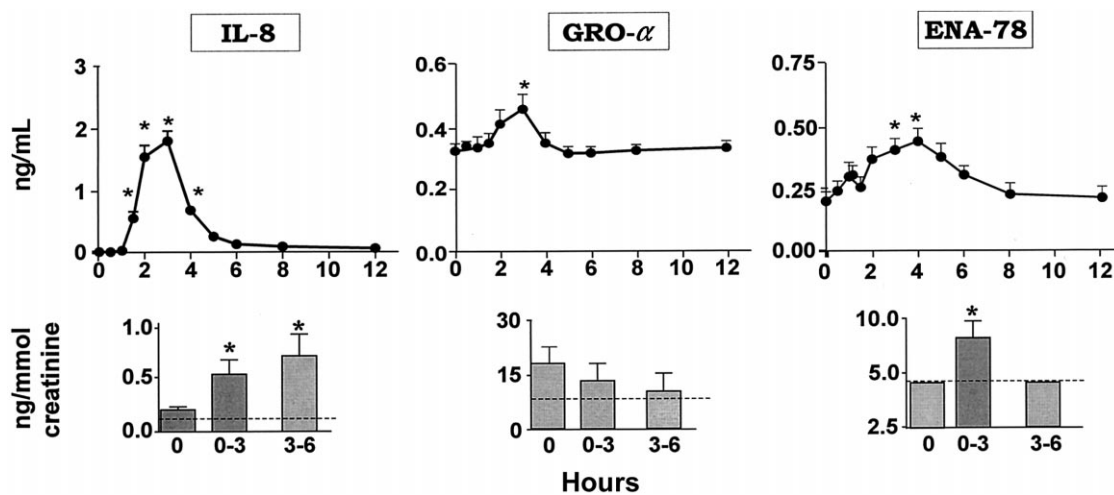 IL-8
GRO-α
ENA-78
ng/mL
3
2
1
0
0 2 4 6 8 10 12
0.6
0.4
0.2
0.0
0 2 4 6 8 10 12
0.75
0.50
0.25
0.00
0 2 4 6 8 10 12
* * * *
*
* *
ng/mmol
creatinine
1.0
0.5
0.0
* *
0 0-3 3-6
30
15
0
0 0-3 3-6
10.0
5.0
2.5
*
0 0-3 3-6
Hours